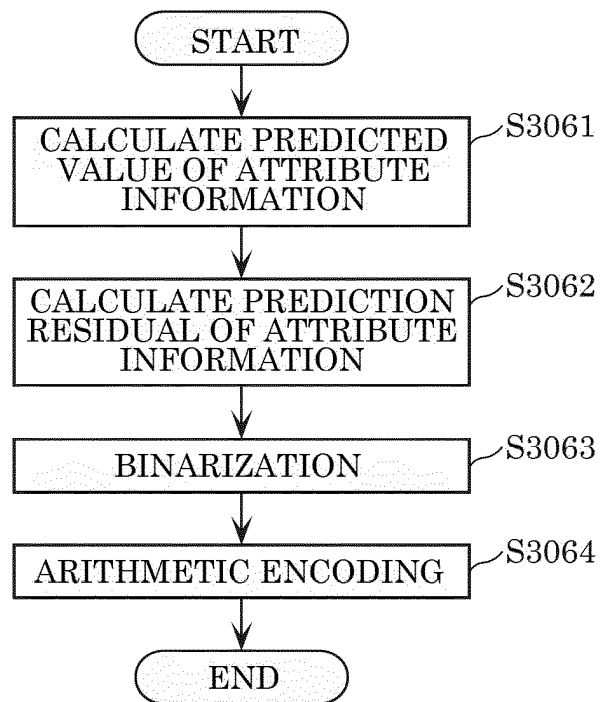 START
CALCULATE PREDICTED
VALUE OF ATTRIBUTE
INFORMATION
S3061
CALCULATE PREDICTION
RESIDUAL OF ATTRIBUTE
INFORMATION
S3062
BINARIZATION
S3063
ARITHMETIC ENCODING
S3064
END